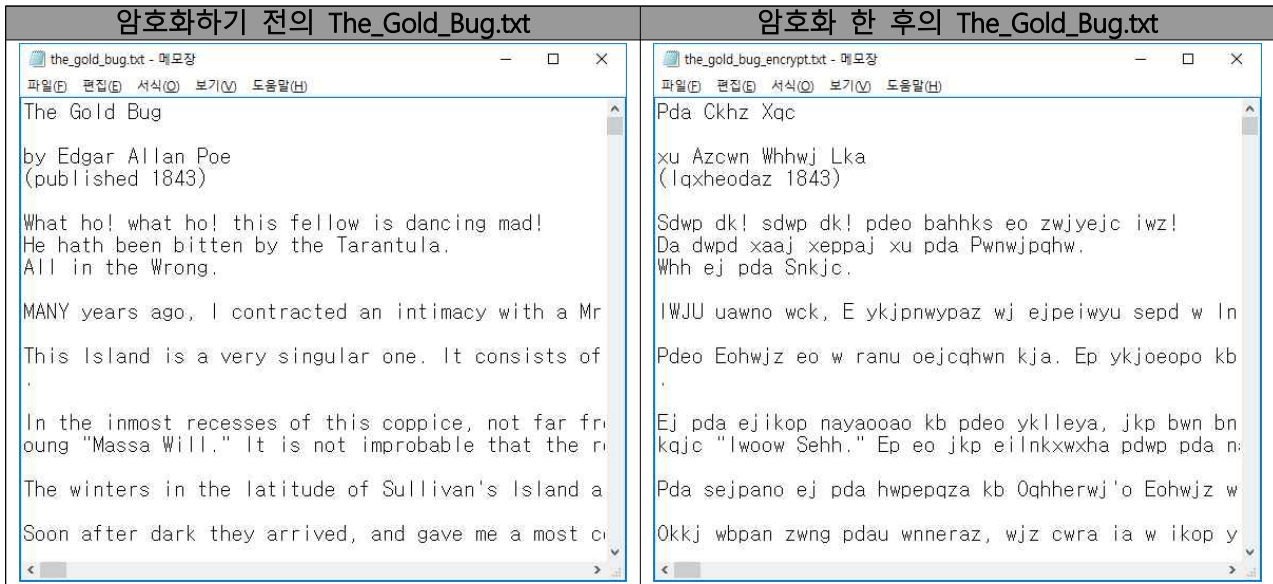 암호화하기 전의 The_Gold_Bug.txt
암호화 한 후의 The_Gold_Bug.txt
the_gold_bug.txt - 메모장
파일(F) 편집(E) 서식(O) 보기(V) 도움말(H)
The Gold Bug
by Edgar Allan Poe
(published 1843)
What ho! what ho! this fellow is dancing mad!
He hath been bitten by the Tarantula.
All in the Wrong.
MANY years ago, I contracted an intimacy with a Mr
This Island is a very singular one. It consists of
.
In the inmost recesses of this coppice, not far fr
oung "Massa Will." It is not improbable that the r
The winters in the latitude of Sullivan's Island a
Soon after dark they arrived, and gave me a most c
the_gold_bug_encrypt.txt - 메모장
파일(F) 편집(E) 서식(O) 보기(V) 도움말(H)
Pda Ckhz Xqc
xu Azcwn Whhwj Lka
(lqxheodaz 1843)
Sdwp dk! sdwp dk! pdeo bahhks eo zwjyejc iwz!
Da dwpd xaaj xeppaj xu pda Pwnwjpqhw.
Whh ej pda Snkjc.
IWJU uawno wck, E ykjpnwypaz wj ejpeiwyu sepd w In
Pdeo Eohwjz eo w ranu oejcqhwn kja. Ep ykjoeopo kb
.
Ej pda ejikop nayaooao kb pdeo yklleya, jkp bwn bn
kqjc "Iwoow Sehh." Ep eo jkp eilnkxwxha pdwp pda n
Pda sejpano ej pda hwpepqza kb Oqhherwj'o Eohwjz w
Okkj wbpan zwng pdau wnneraz, wjz cwra ia w ikop y